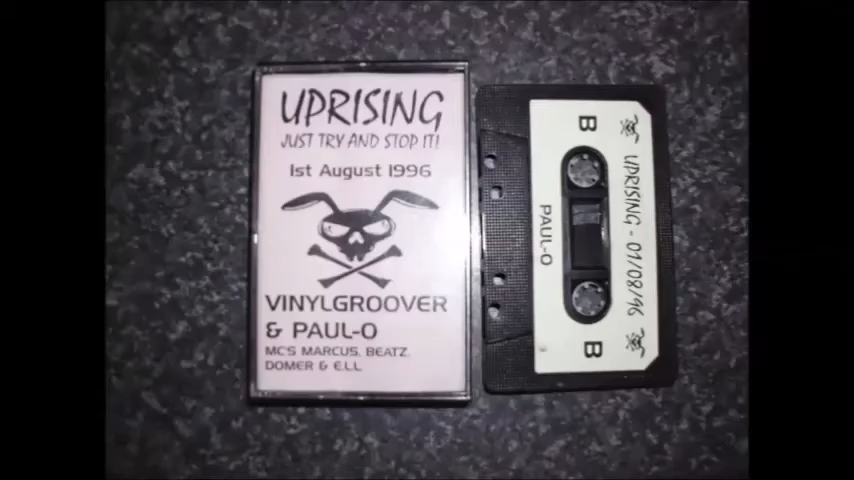 UPRISING
JUST TRY AND STOP IT!
1st August 1996
VINYLGROOVER
& PAUL-O
MC'S MARCUS. BEATZ.
DOMER & E.L.L
B
UPRISING - 01/08/96
PAUL-O
B